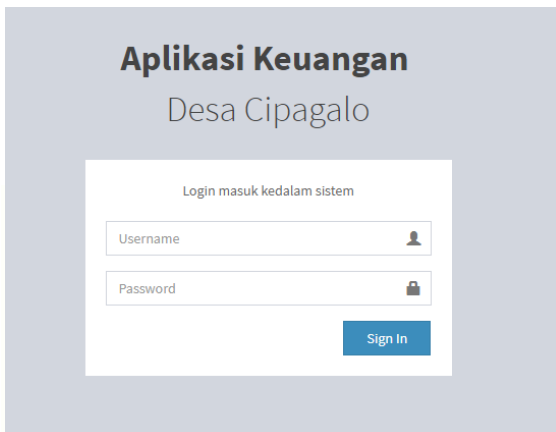 Aplikasi Keuangan
Desa Cipagalo
Login masuk kedalam sistem
Username
Password
Sign In